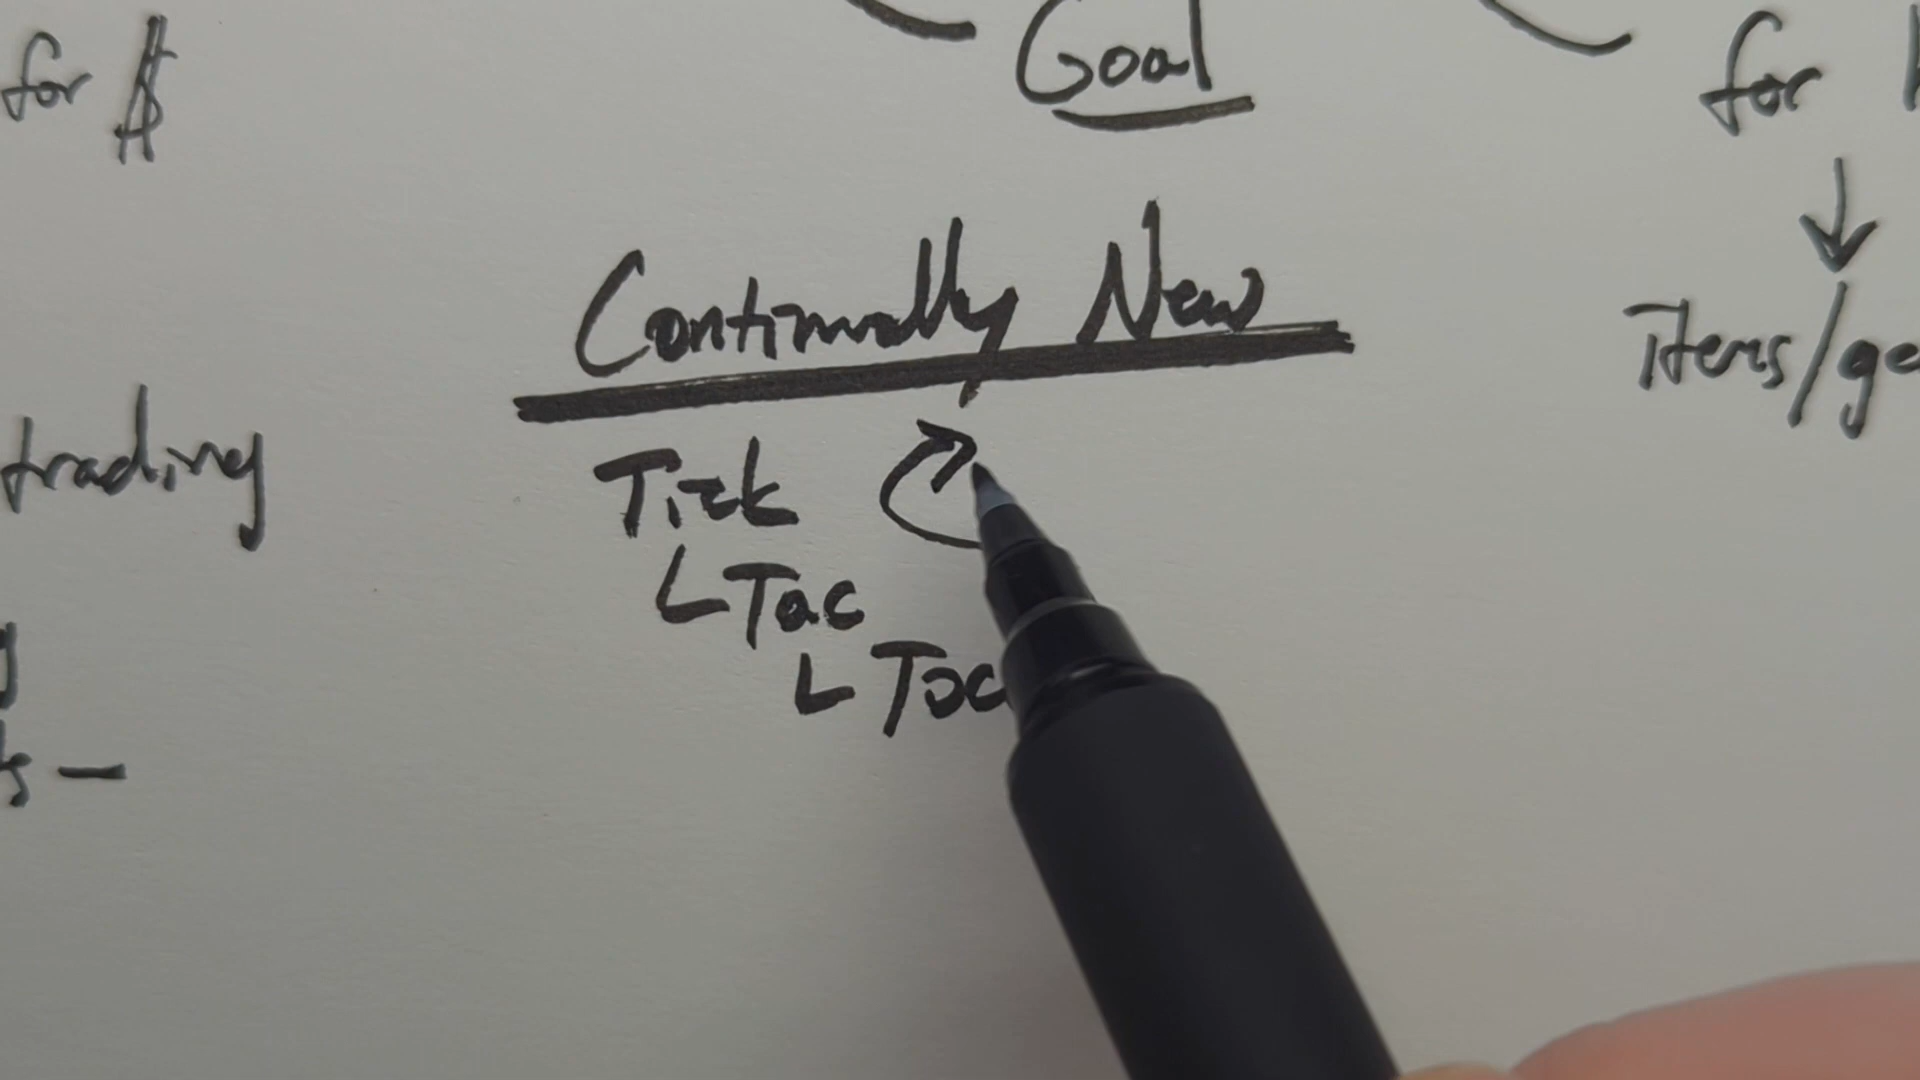 Goal
for $
for
Continually New
items/ge
trading
Tick
Tac
Toc